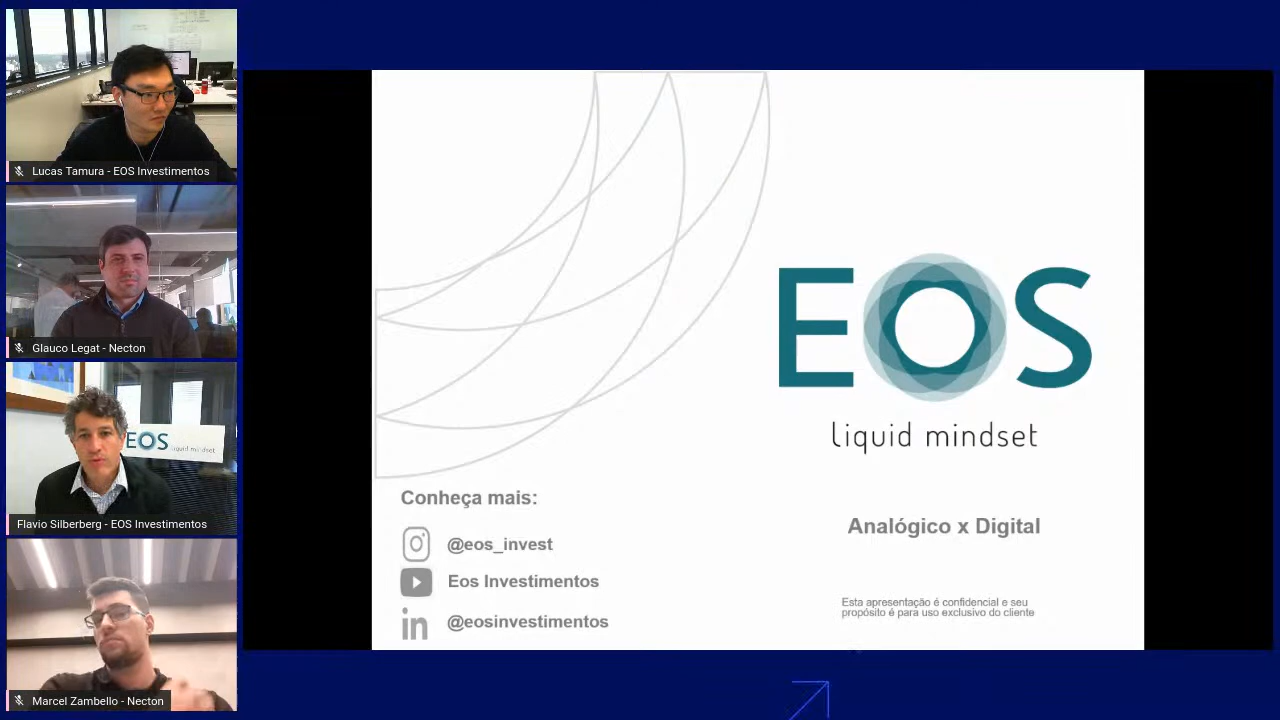 Lucas Tamura - EOS Investimentos
Glauco Legat - Necton
EOS
liquid mindset
Flavio Silberberg - EOS Investimentos
Marcel Zambello - Necton
EOS
liquid mindset
Conheça mais:
@eos_invest
Eos Investimentos
in @eosinvestimentos
Analógico x Digital
Esta apresentação é confidencial e seu
propósito é para uso exclusivo do cliente